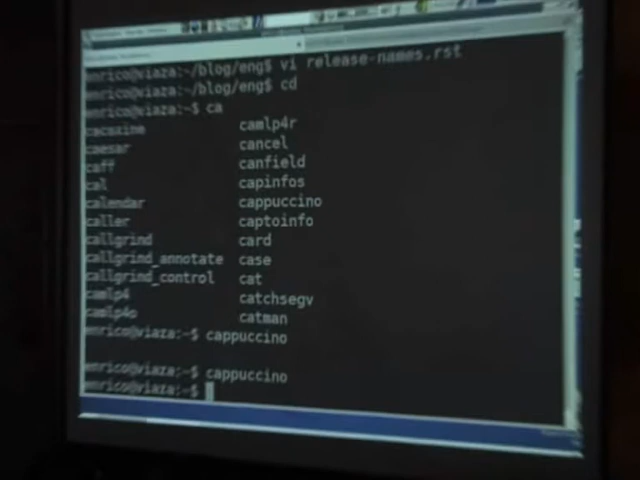 enrico@viaza:~/blog/eng$ vi release-names.rst
enrico@viaza:~/blog/eng$ cd
enrico@viaza:~$ ca
cacaxine camlp4r
caesar cancel
caff canfield
cal capinfos
calendar cappuccino
caller captoinfo
callgrind card
callgrind_annotate case
callgrind_control cat
camlp4 catchsegv
camlp4o catman
enrico@viaza:~$ cappuccino
enrico@viaza:~$ cappuccino
enrico@viaza:~$